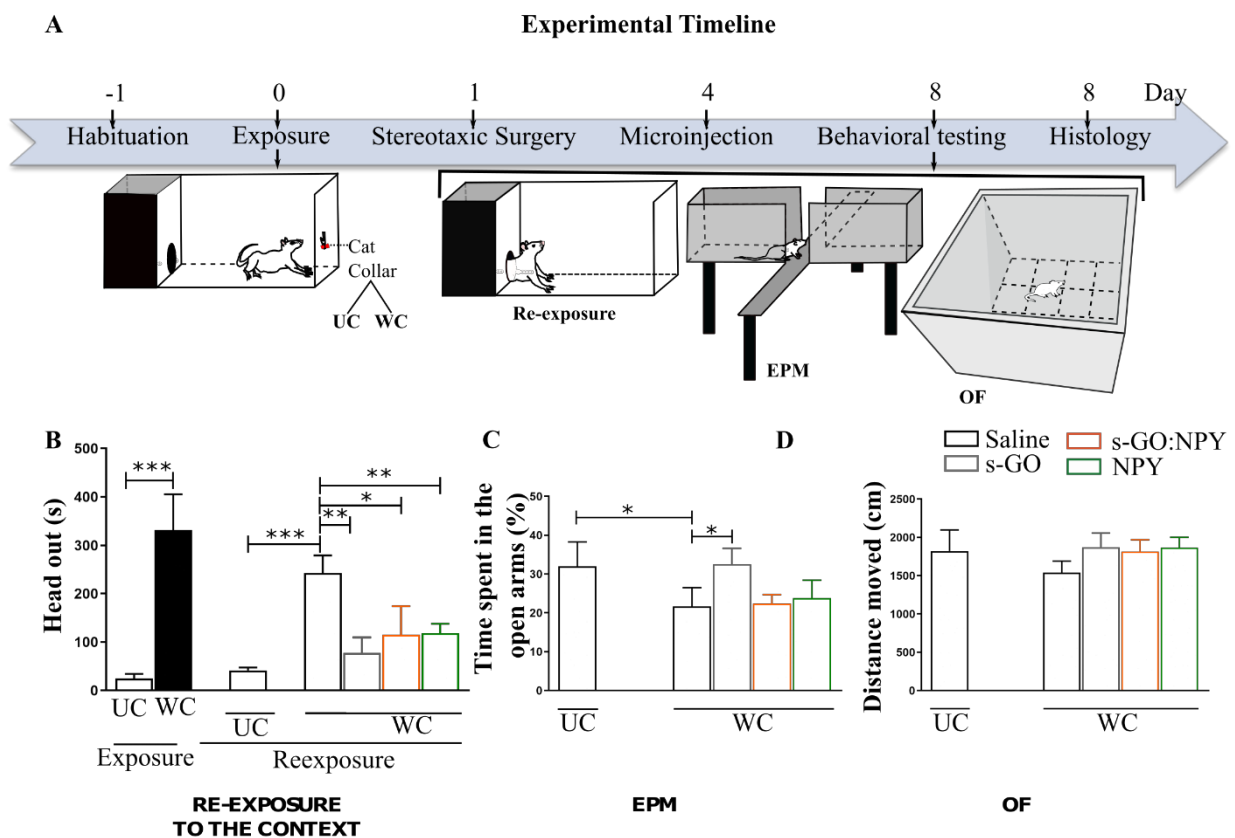 A
Experimental Timeline
-1 0 1 4 8 8 Day
Habituation Exposure Stereotaxic Surgery Microinjection Behavioral testing Histology
Cat
Collar
UC WC
Re-exposure
EPM
OF
B
Head out (s)
500
400
300
200
100
0
***
***
**
*
**
UC WC
UC
WC
Exposure
Reexposure
RE-EXPOSURE
TO THE CONTEXT
C
Time spent in the
open arms (%)
50
40
30
20
10
0
*
*
UC
WC
EPM
D
Saline
s-GO
s-GO:NPY
NPY
Distance moved (cm)
2500
2000
1500
1000
500
0
UC
WC
OF